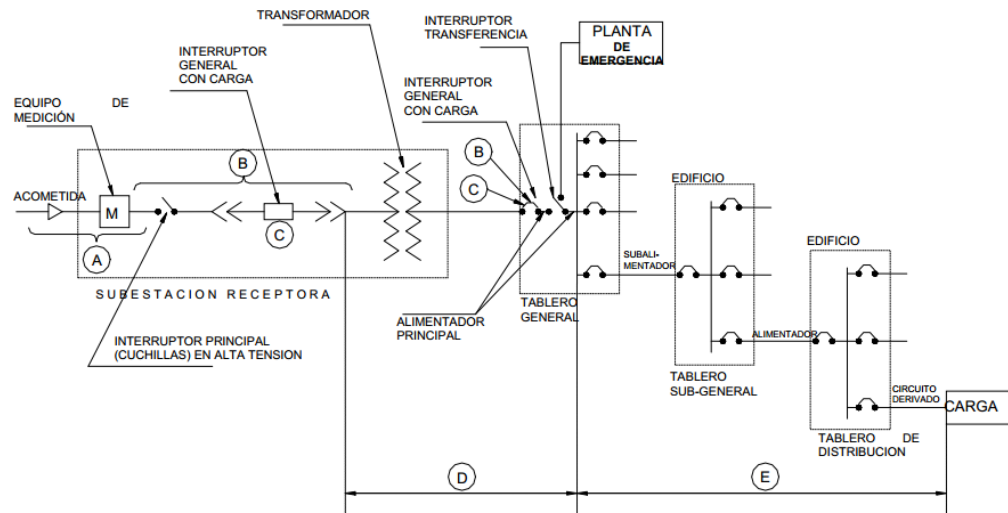 TRANSFORMADOR
INTERRUPTOR
TRANSFERENCIA
PLANTA
DE
EMERGENCIA
INTERRUPTOR
GENERAL
CON CARGA
INTERRUPTOR
GENERAL
CON CARGA
EQUIPO DE
MEDICIÓN
B
B
C
ACOMETIDA
M
C
A
SUBESTACION RECEPTORA
INTERRUPTOR PRINCIPAL
(CUCHILLAS) EN ALTA TENSION
ALIMENTADOR
PRINCIPAL
TABLERO
GENERAL
EDIFICIO
SUBALI-
MENTADOR
TABLERO
SUB-GENERAL
EDIFICIO
ALIMENTADOR
CIRCUITO
DERIVADO
CARGA
TABLERO DE
DISTRIBUCION
D
E